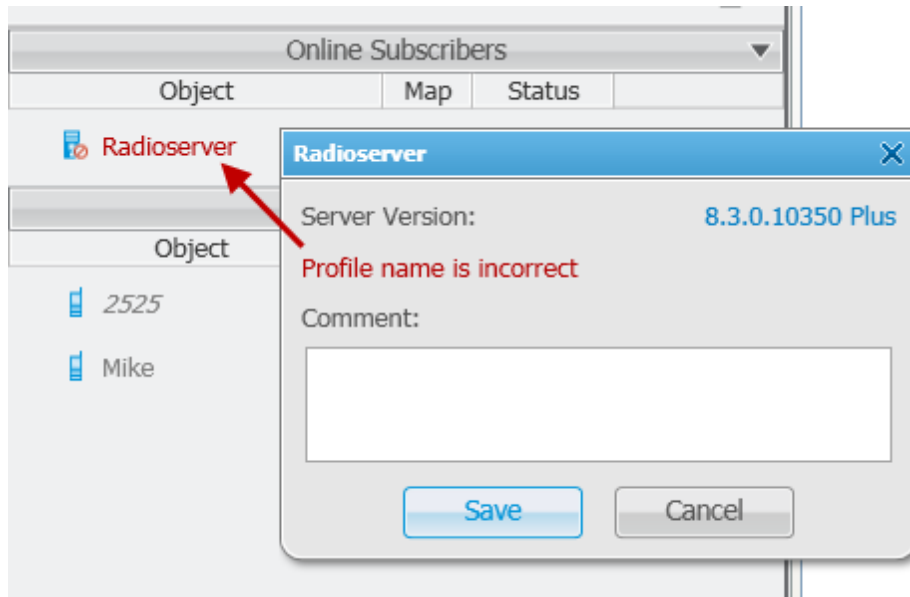 Online Subscribers
Object Map Status
Radioserver
Radioserver
Server Version: 8.3.0.10350 Plus
Profile name is incorrect
Comment:
Object
2525
Mike
Save Cancel